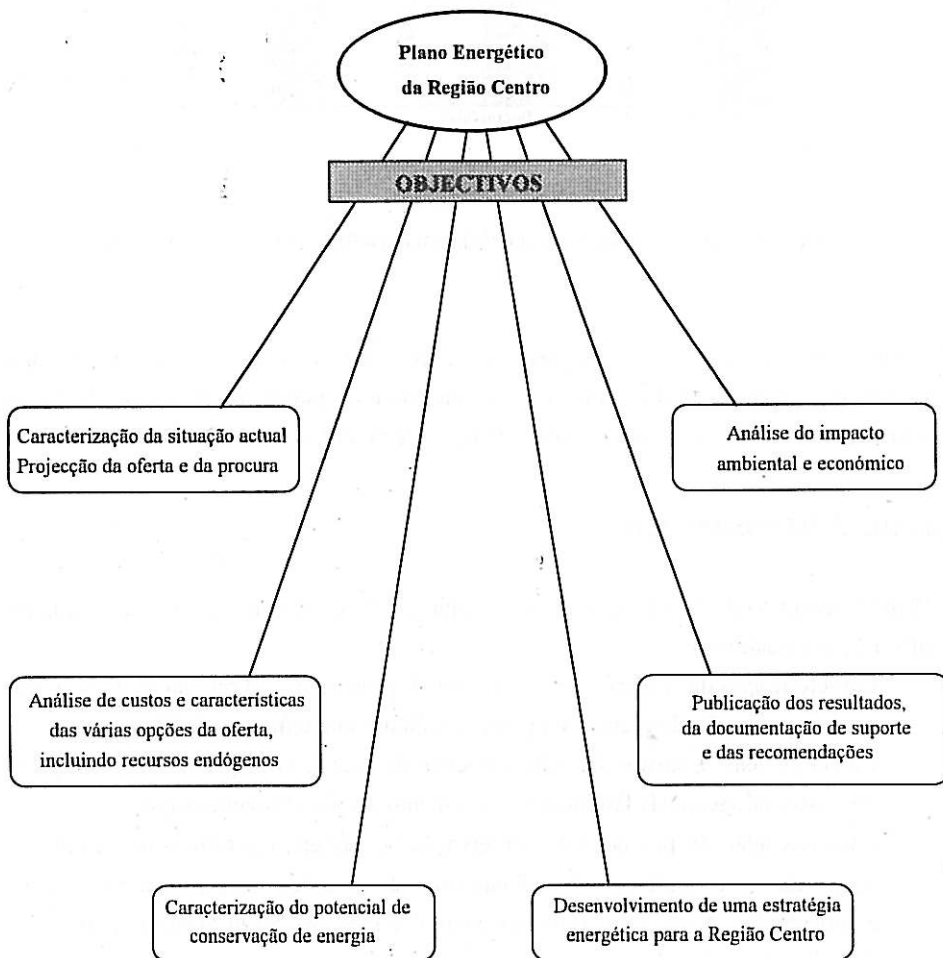 Plano Energético
da Região Centro
OBJECTIVOS
Caracterização da situação actual
Projecção da oferta e da procura
Análise do impacto
ambiental e económico
Análise de custos e características
das várias opções da oferta,
incluindo recursos endógenos
Publicação dos resultados,
da documentação de suporte
e das recomendações
Caracterização do potencial de
conservação de energia
Desenvolvimento de uma estratégia
energética para a Região Centro